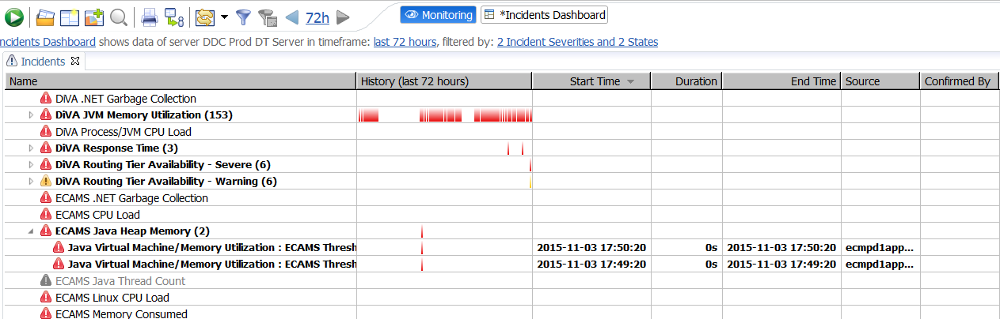 72h Monitoring *Incidents Dashboard
ncidents Dashboard shows data of server DDC Prod DT Server in timeframe: last 72 hours, filtered by: 2 Incident Severities and 2 States
Incidents
Name History (last 72 hours) Start Time Duration End Time Source Confirmed By
DiVA .NET Garbage Collection
DiVA JVM Memory Utilization (153)
DiVA Process/JVM CPU Load
DiVA Response Time (3)
DiVA Routing Tier Availability - Severe (6)
DiVA Routing Tier Availability - Warning (6)
ECAMS .NET Garbage Collection
ECAMS CPU Load
ECAMS Java Heap Memory (2)
Java Virtual Machine/Memory Utilization : ECAMS Thresh 2015-11-03 17:50:20 0s 2015-11-03 17:50:20 ecmpd1app...
Java Virtual Machine/Memory Utilization : ECAMS Thresh 2015-11-03 17:49:20 0s 2015-11-03 17:49:20 ecmpd1app...
ECAMS Java Thread Count
ECAMS Linux CPU Load
ECAMS Memory Consumed